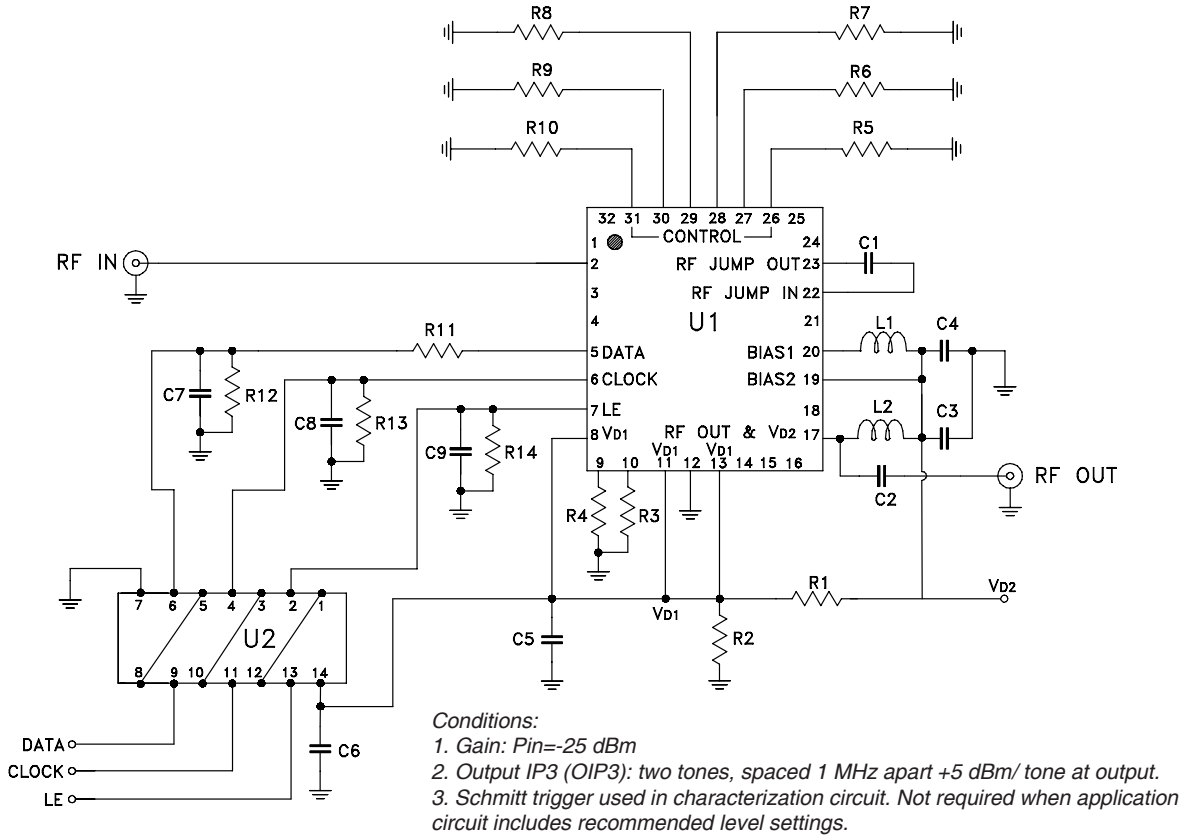 R8 R7
R9 R6
R10 R5
32 31 30 29 28 27 26 25
CONTROL
1 24
RF IN 2 RF JUMP OUT 23 C1
3 RF JUMP IN 22
U1
4 21
R11 L1 C4
5 DATA BIAS1 20
C7 R12 6 CLOCK BIAS2 19
C8 R13 7 LE 18
L2 C3
8 VD1 RF OUT & VD2 17
C9 R14 VD1 VD1
9 10 11 12 13 14 15 16
C2 RF OUT
R4 R3
R1 VD2
VD1
7 6 5 4 3 2 1
U2 C5 R2
8 9 10 11 12 13 14
DATA C6
CLOCK
LE
Conditions:
1. Gain: Pin=-25 dBm
2. Output IP3 (OIP3): two tones, spaced 1 MHz apart +5 dBm/ tone at output.
3. Schmitt trigger used in characterization circuit. Not required when application
circuit includes recommended level settings.